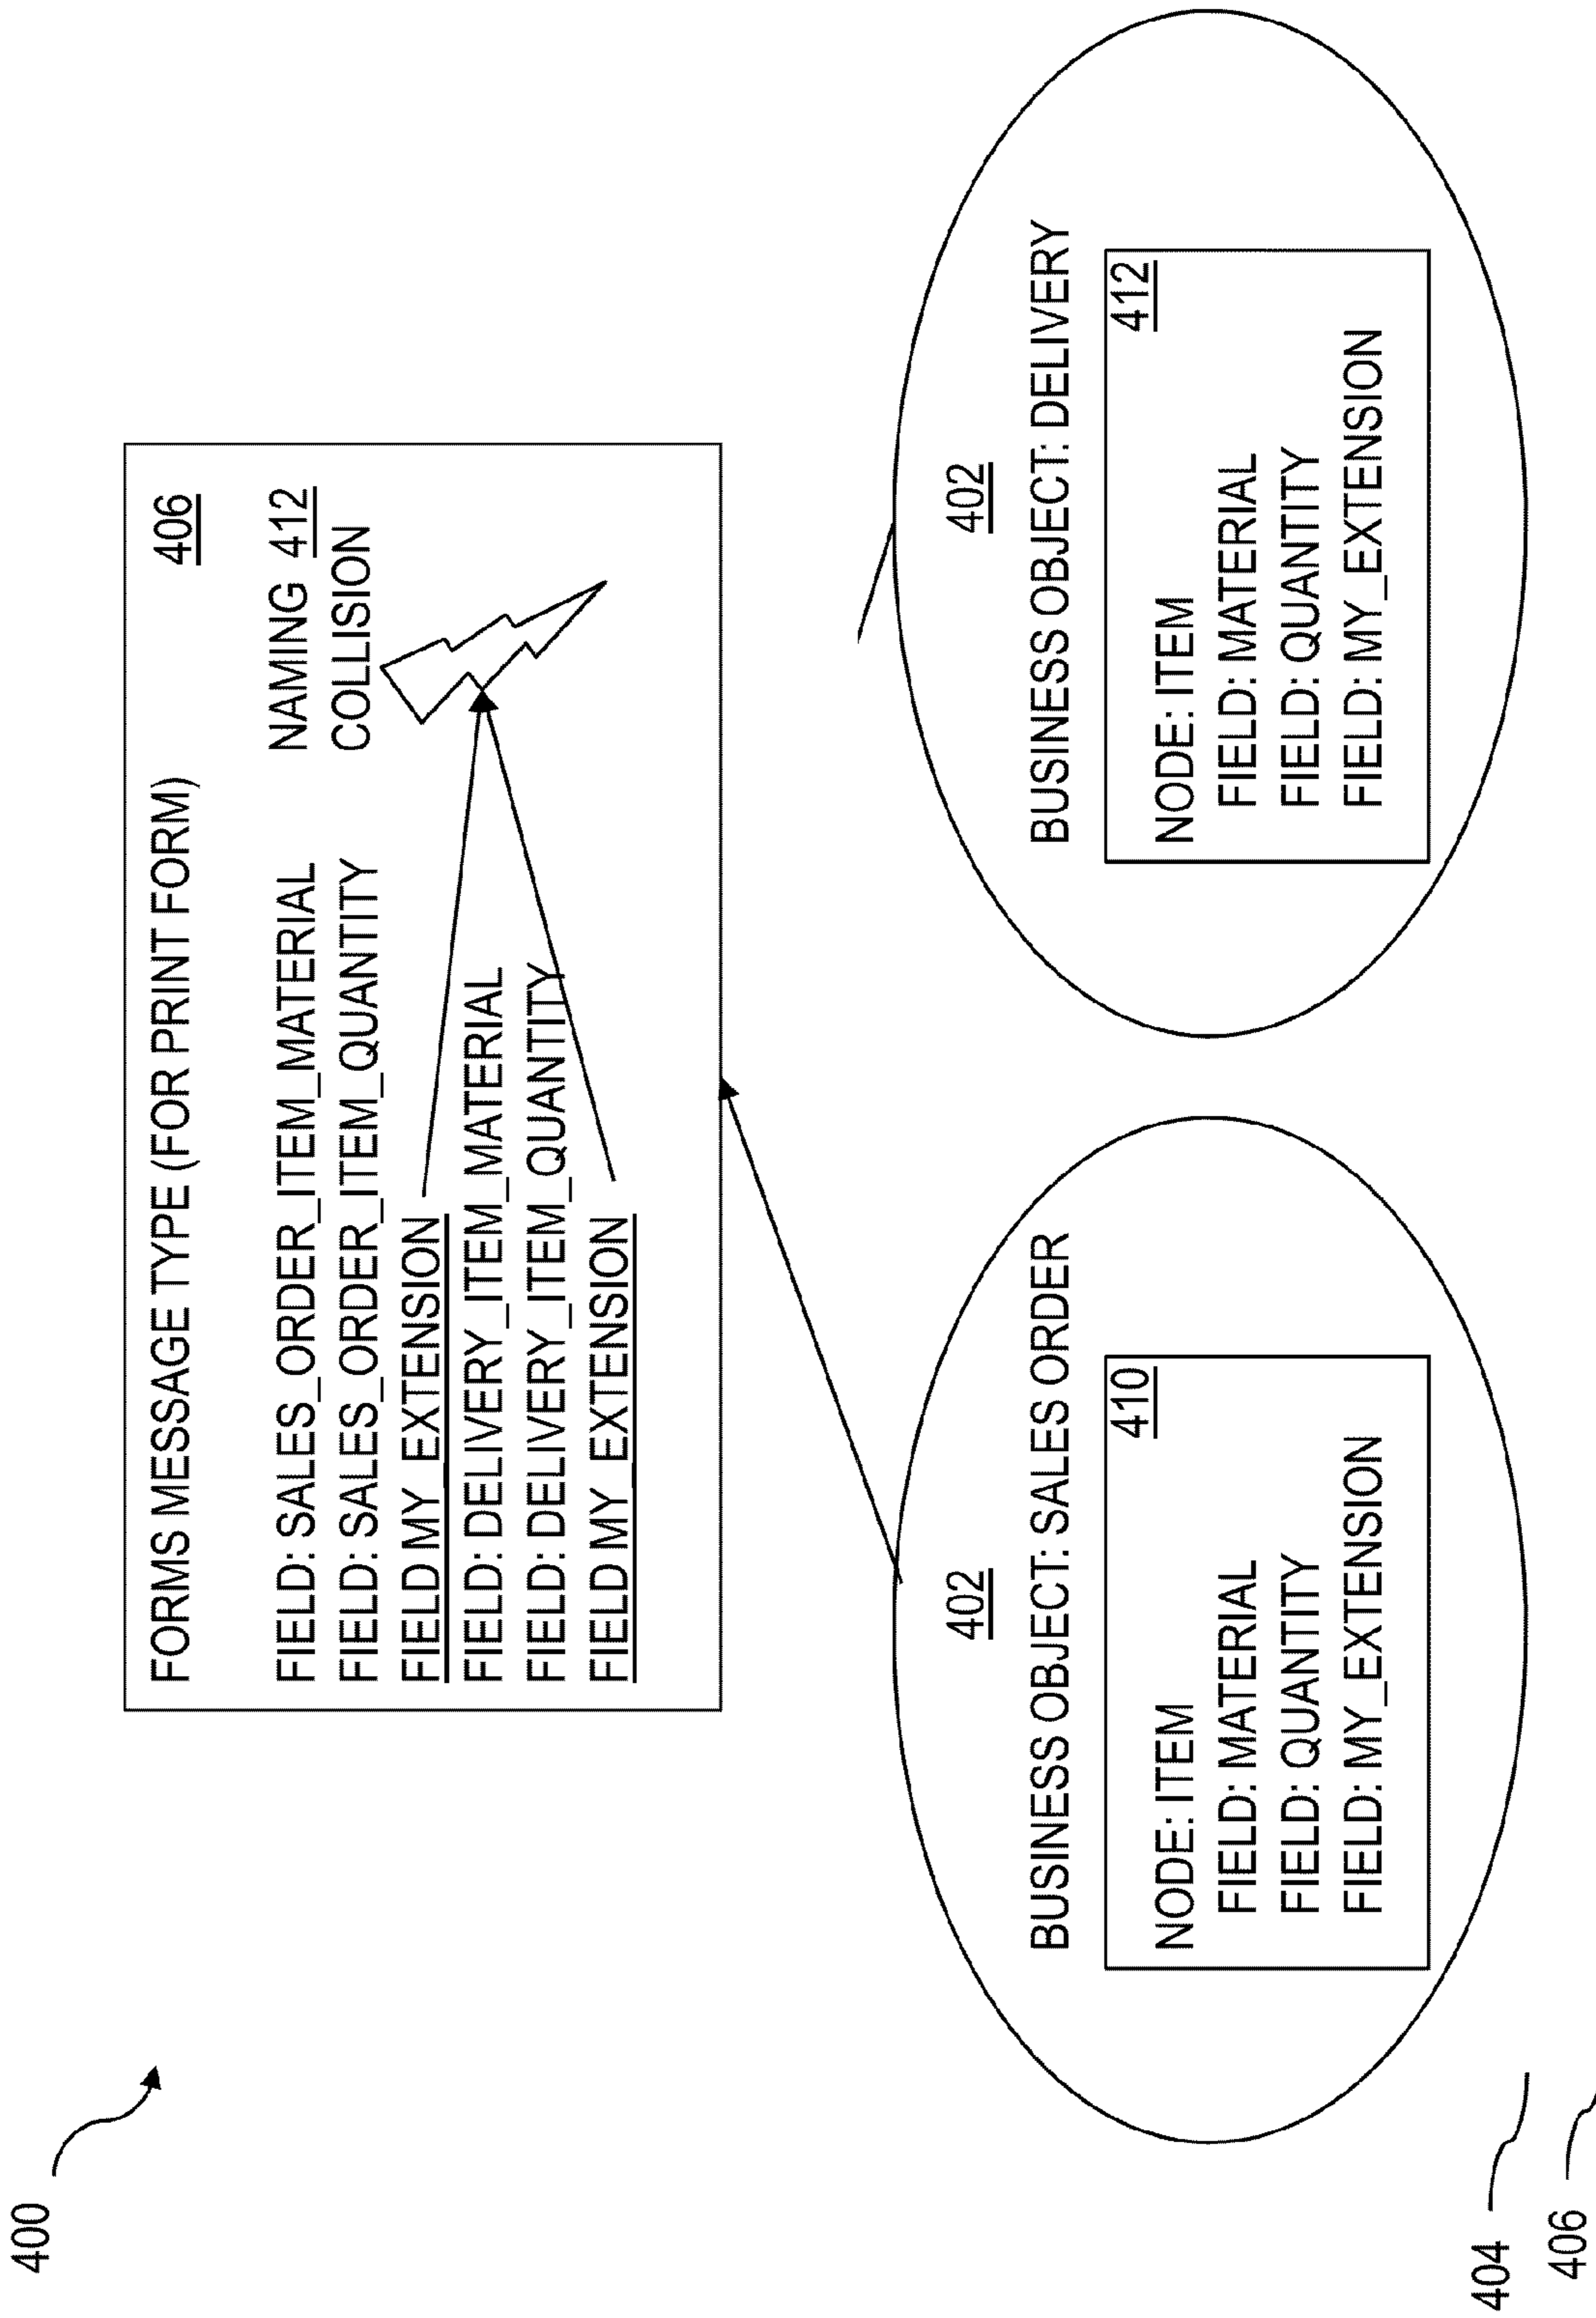 400
FORMS MESSAGE TYPE (FOR PRINT FORM)
406
FIELD: SALES_ORDER_ITEM_MATERIAL
FIELD: SALES_ORDER_ITEM_QUANTITY
FIELD MY_EXTENSION
FIELD: DELIVERY_ITEM_MATERIAL
FIELD: DELIVERY_ITEM_QUANTITY
FIELD MY_EXTENSION
NAMING 412
COLLISION
402
BUSINESS OBJECT: SALES ORDER
410
NODE: ITEM
FIELD: MATERIAL
FIELD: QUANTITY
FIELD: MY_EXTENSION
402
BUSINESS OBJECT: DELIVERY
412
NODE: ITEM
FIELD: MATERIAL
FIELD: QUANTITY
FIELD: MY_EXTENSION
404
406